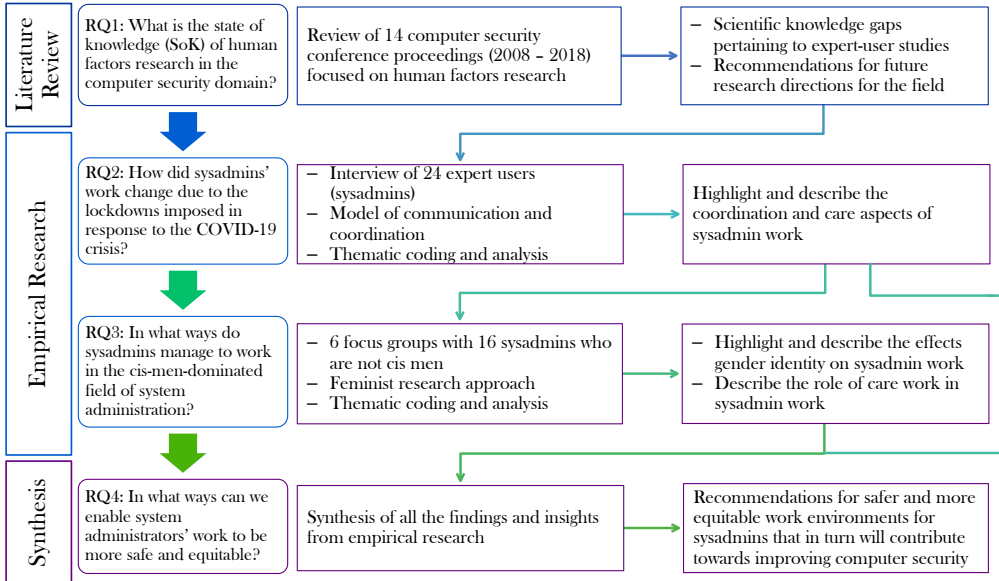 Literature
Review
RQ1: What is the state of
knowledge (SoK) of human
factors research in the
computer security domain?
Review of 14 computer security
conference proceedings (2008 – 2018)
focused on human factors research
– Scientific knowledge gaps
pertaining to expert-user studies
– Recommendations for future
research directions for the field
Empirical Research
RQ2: How did sysadmins'
work change due to the
lockdowns imposed in
response to the COVID-19
crisis?
– Interview of 24 expert users
(sysadmins)
– Model of communication and
coordination
– Thematic coding and analysis
Highlight and describe the
coordination and care aspects of
sysadmin work
RQ3: In what ways do
sysadmins manage to work
in the cis-men-dominated
field of system
administration?
– 6 focus groups with 16 sysadmins who
are not cis men
– Feminist research approach
– Thematic coding and analysis
– Highlight and describe the effects
gender identity on sysadmin work
– Describe the role of care work in
sysadmin work
Synthesis
RQ4: In what ways can we
enable system
administrators' work to be
more safe and equitable?
Synthesis of all the findings and insights
from empirical research
Recommendations for safer and more
equitable work environments for
sysadmins that in turn will contribute
towards improving computer security